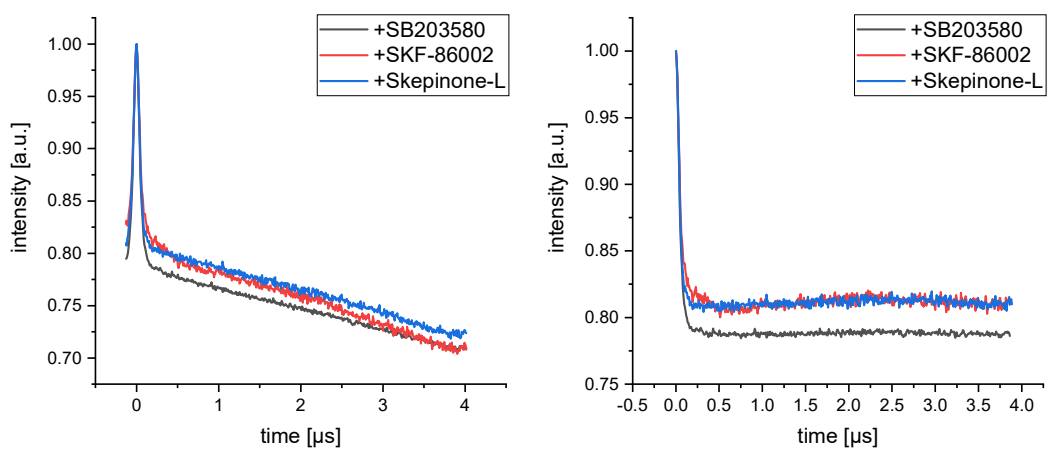 +SB203580
+SKF-86002
+Skepinone-L
1.00
0.95
0.90
0.85
0.80
0.75
0.70
intensity [a.u.]
0
1
2
3
4
time [µs]
+SB203580
+SKF-86002
+Skepinone-L
1.00
0.95
0.90
0.85
0.80
0.75
intensity [a.u.]
-0.5
0.0
0.5
1.0
1.5
2.0
2.5
3.0
3.5
4.0
time [µs]